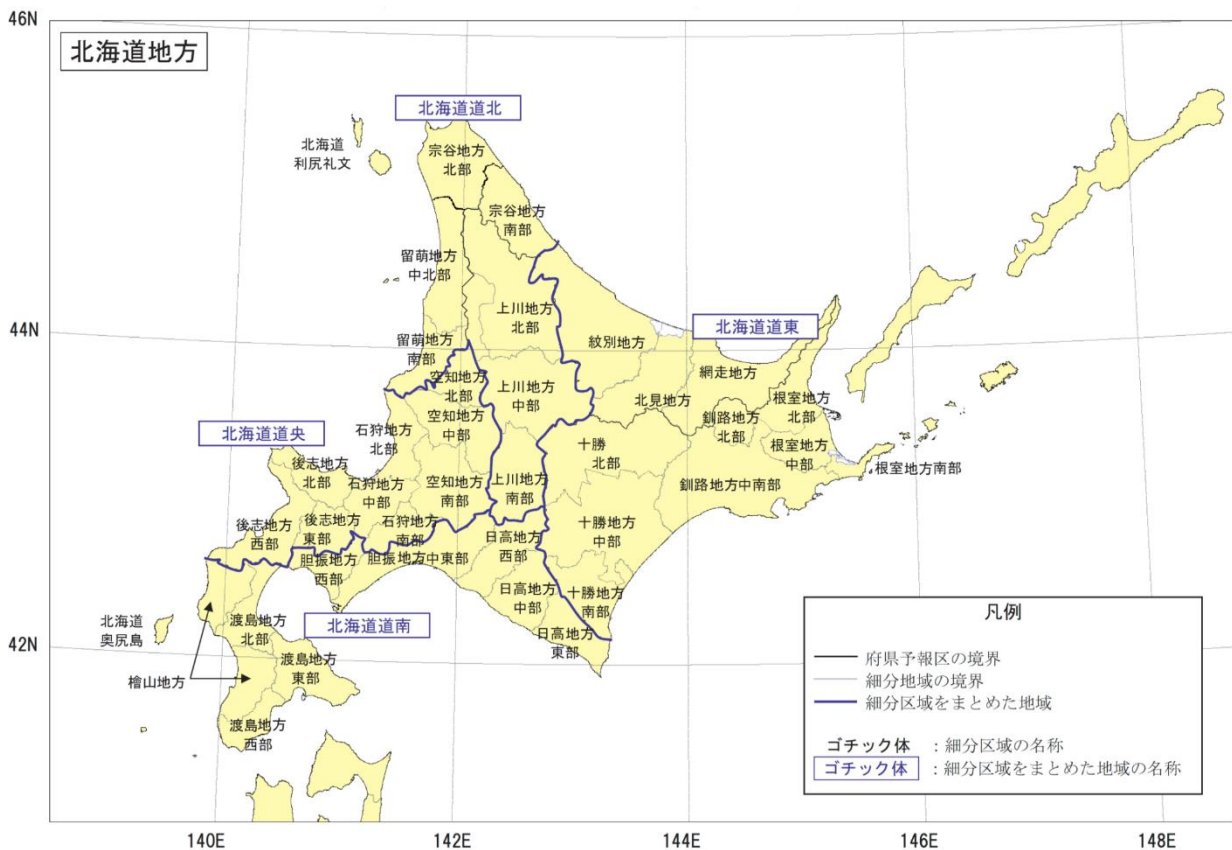 46N
北海道地方
北海道道北
北海道
利尻礼文
宗谷地方
北部
宗谷地方
南部
留萌地方
中北部
上川地方
北部
44N
北海道道東
留萌地方
南部
紋別地方
網走地方
空知地方
北部
上川地方
中部
北見地方
根室地方
北部
空知地方
中部
釧路地方
北部
北海道道央
石狩地方
北部
十勝
北部
根室地方
中部
根室地方南部
後志地方
北部
石狩地方
中部
空知地方
南部
上川地方
南部
釧路地方中南部
後志地方
西部
後志地方
東部
石狩地方
南部
十勝地方
中部
胆振地方
西部
胆振地方中東部
日高地方
西部
日高地方
中部
十勝地方
南部
北海道
奥尻島
渡島地方
北部
北海道道南
日高地方
東部
42N
檜山地方
渡島地方
東部
渡島地方
西部
凡例
府県予報区の境界
細分地域の境界
細分区域をまとめた地域
ゴチック体 ：細分区域の名称
ゴチック体 ：細分区域をまとめた地域の名称
140E 142E 144E 146E 148E